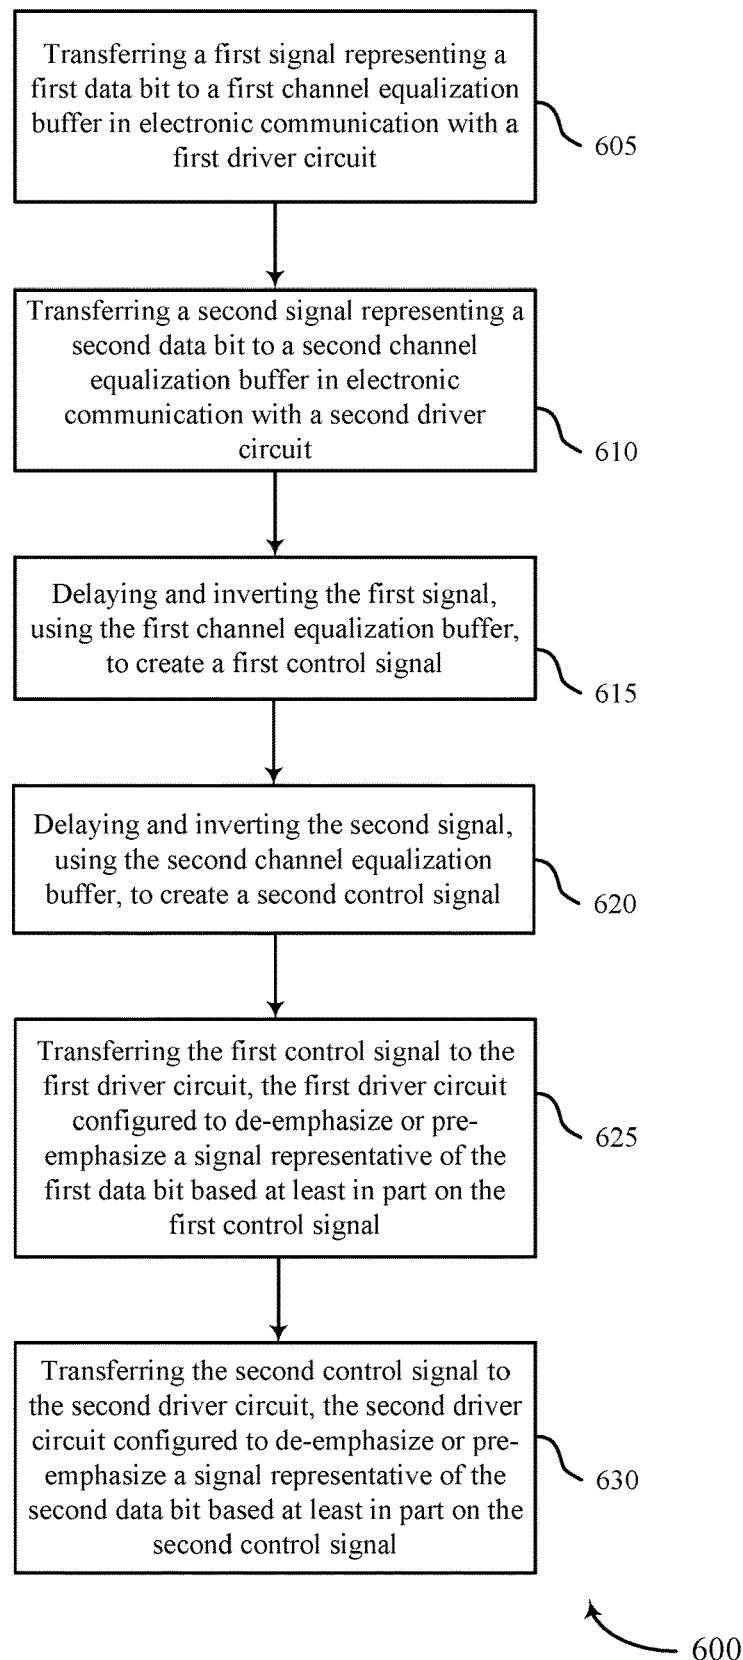 Transferring a first signal representing a
first data bit to a first channel equalization
buffer in electronic communication with a
first driver circuit
605
Transferring a second signal representing a
second data bit to a second channel
equalization buffer in electronic
communication with a second driver
circuit
610
Delaying and inverting the first signal,
using the first channel equalization buffer,
to create a first control signal
615
Delaying and inverting the second signal,
using the second channel equalization
buffer, to create a second control signal
620
Transferring the first control signal to the
first driver circuit, the first driver circuit
configured to de-emphasize or pre-
emphasize a signal representative of the
first data bit based at least in part on the
first control signal
625
Transferring the second control signal to
the second driver circuit, the second driver
circuit configured to de-emphasize or pre-
emphasize a signal representative of the
second data bit based at least in part on the
second control signal
630
600